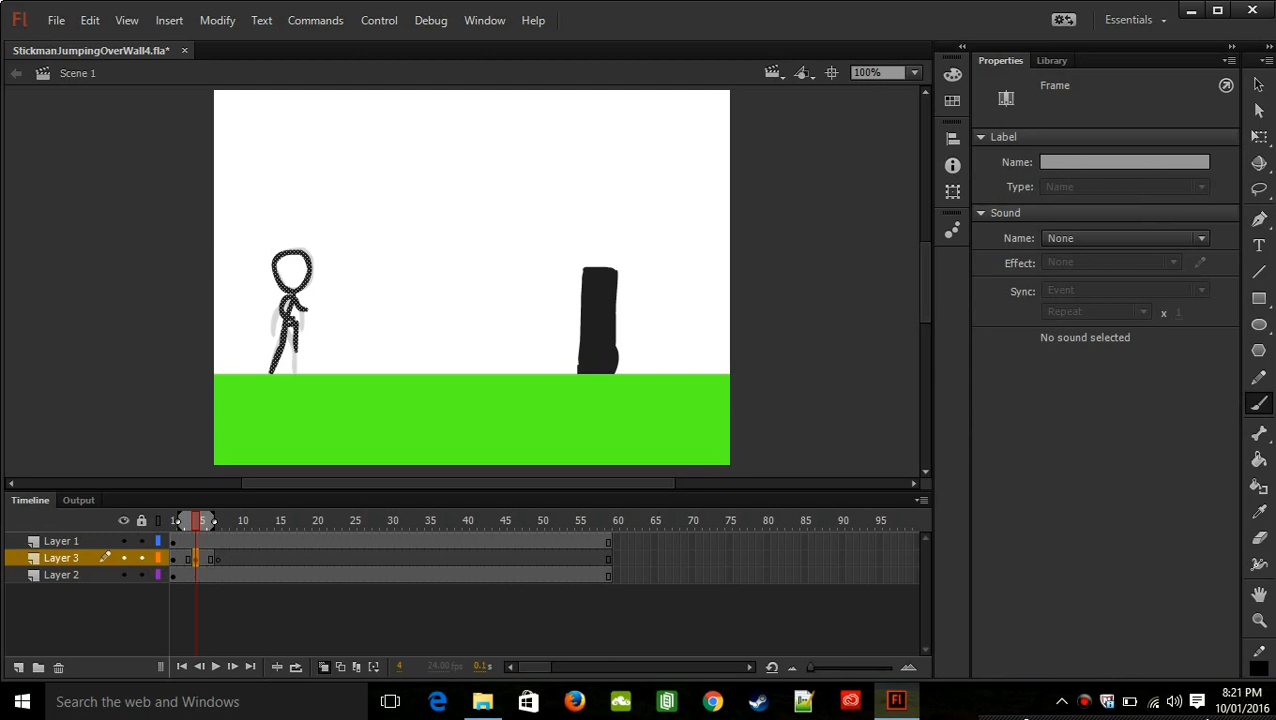 Fl File Edit View Insert Modify Text Commands Control Debug Window Help Essentials
StickmanJumpingOverWall4.fla*
Scene 1 100%
Properties Library
Frame
Label
Name:
Type: Name
Sound
Name: None
Effect: None
Sync: Event
Repeat x 1
No sound selected
Timeline Output
1 5 10 15 20 25 30 35 40 45 50 55 60 65 70 75 80 85 90 95
Layer 1
Layer 3
Layer 2
4 24.00 fps 0.1 s
Search the web and Windows
Fl
8:21 PM
10/01/2016